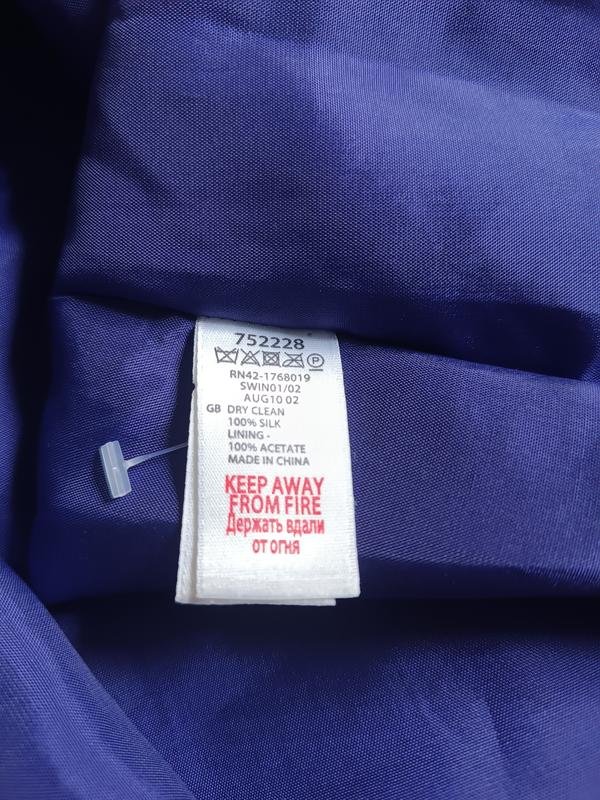 752228
RN42-1768019
SWIN01/02
AUG10 02
GB DRY CLEAN
100% SILK
LINING -
100% ACETATE
MADE IN CHINA
KEEP AWAY
FROM FIRE
Держать вдали
от огня